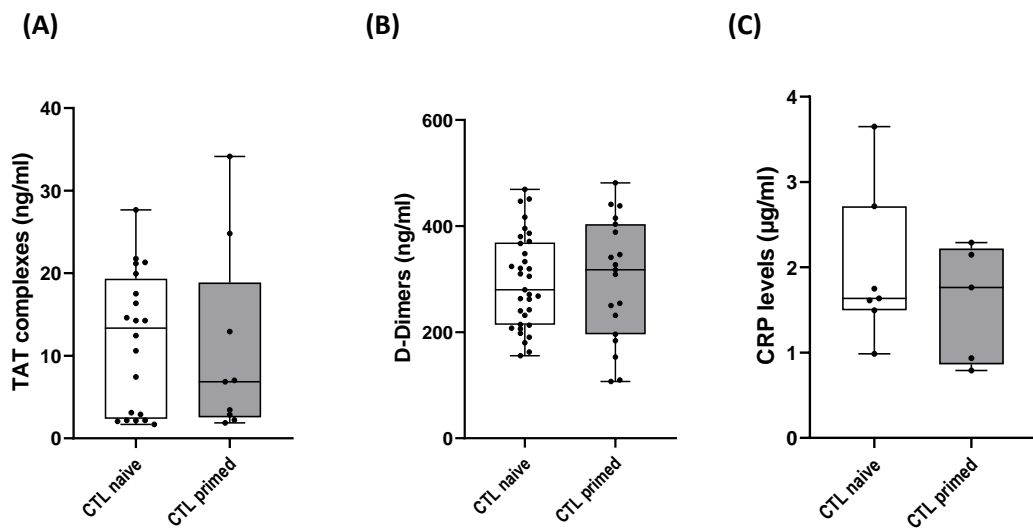 (A)
(B)
(C)
TAT complexes (ng/ml)
40
30
20
10
0
CTL naive
CTL primed
D-Dimers (ng/ml)
600
400
200
0
CTL naive
CTL primed
CRP levels (µg/ml)
4
3
2
1
0
CTL naive
CTL primed